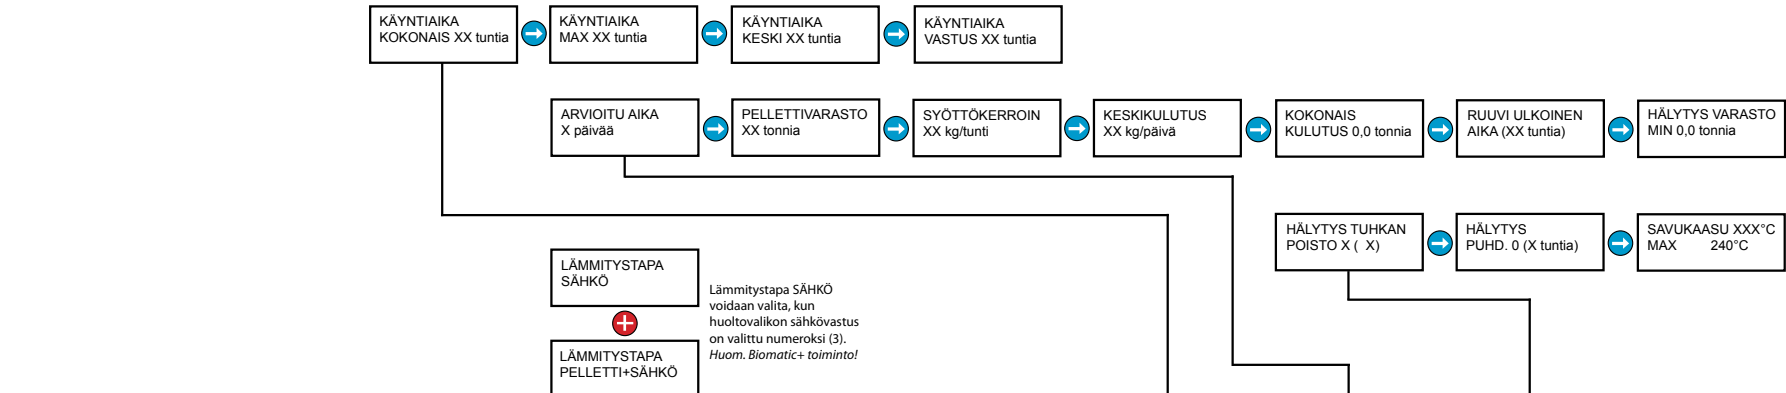 KÄYNTIAIKA
KOKONAIS XX tuntia
KÄYNTIAIKA
MAX XX tuntia
KÄYNTIAIKA
KESKI XX tuntia
KÄYNTIAIKA
VASTUS XX tuntia
ARVIOITU AIKA
X päivää
PELLETTIVARASTO
XX tonnia
SYÖTTÖKERROIN
XX kg/tunti
KESKIKULUTUS
XX kg/päivä
KOKONAIS
KULUTUS 0,0 tonnia
RUUVI ULKOINEN
AIKA (XX tuntia)
HÄLYTYS VARASTO
MIN 0,0 tonnia
HÄLYTYS TUHKAN
POISTO X ( X)
HÄLYTYS
PUHD. 0 (X tuntia)
SAVUKAASU XXX°C
MAX 240°C
LÄMMITYSTAPA
SÄHKÖ
Lämmitystapa SÄHKÖ
voidaan valita, kun
huoltovalikon sähkövastus
on valittu numeroksi (3).
Huom. Biomatic+ toiminto!
LÄMMITYSTAPA
PELLETTI+SÄHKÖ